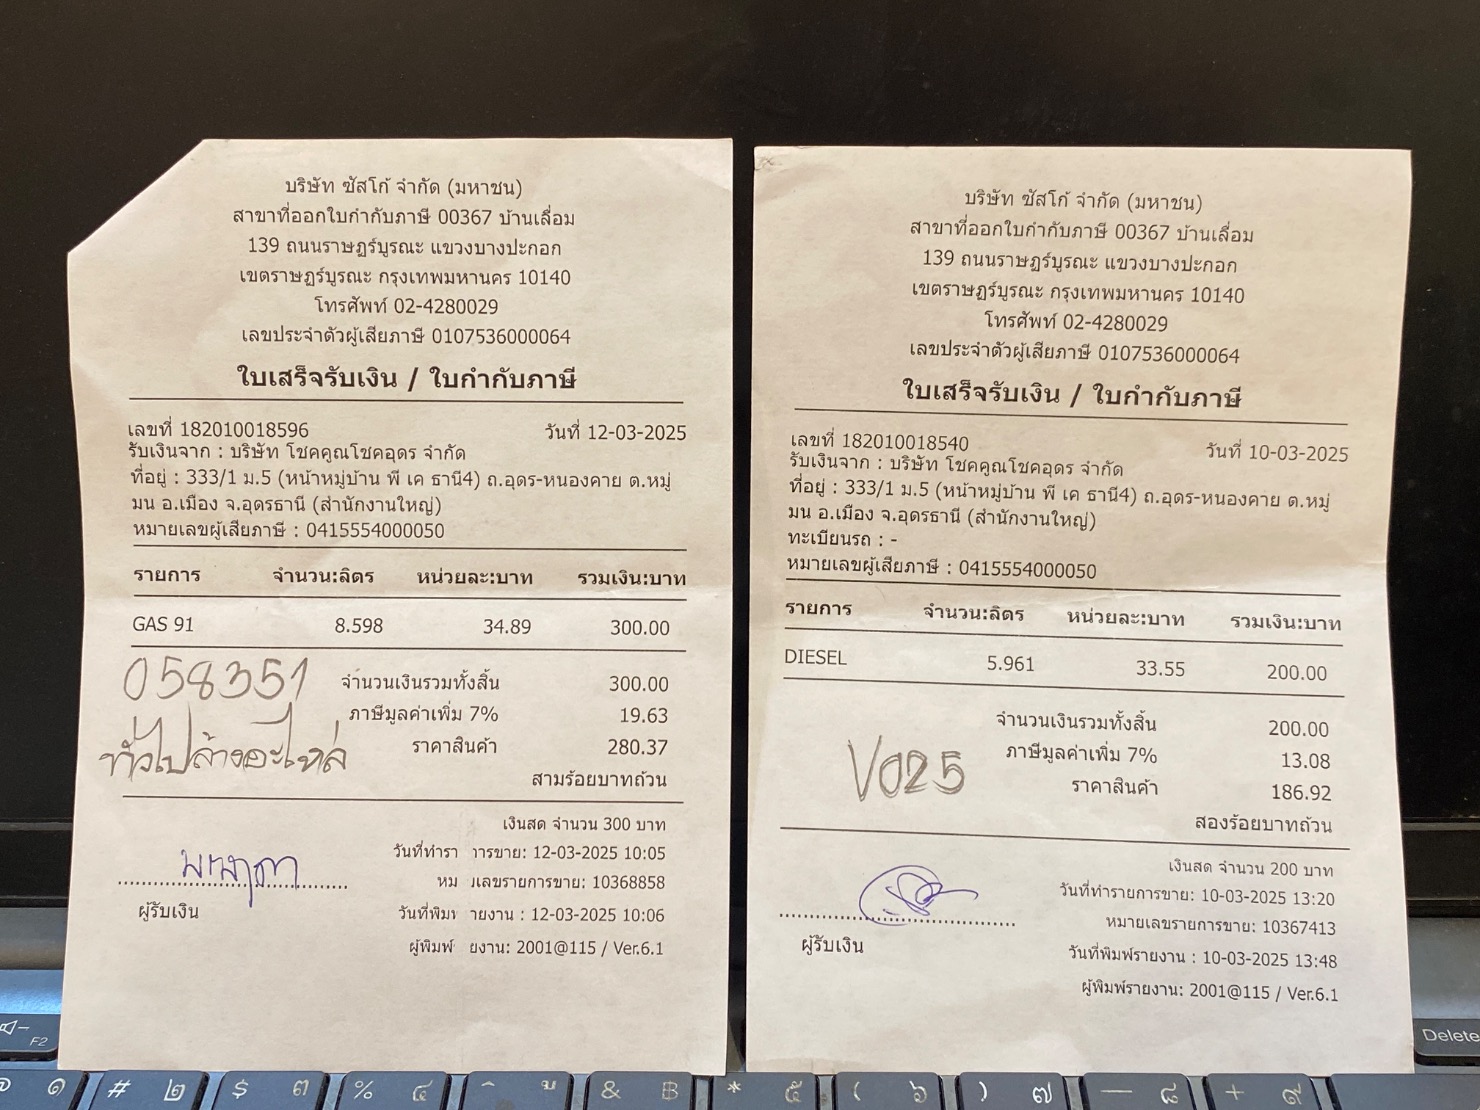 บริษัท ซัสโก้ จำกัด (มหาชน)
สาขาที่ออกใบกำกับภาษี 00367 บ้านเลื่อม
139 ถนนราษฎร์บูรณะ แขวงบางปะกอก
เขตราษฎร์บูรณะ กรุงเทพมหานคร 10140
โทรศัพท์ 02-4280029
เลขประจำตัวผู้เสียภาษี 0107536000064
ใบเสร็จรับเงิน / ใบกำกับภาษี
เลขที่ 182010018596 วันที่ 12-03-2025
รับเงินจาก : บริษัท โชคคูณโชคอุดร จำกัด
ที่อยู่ : 333/1 ม.5 (หน้าหมู่บ้าน พี เค ธานี4) ถ.อุดร-หนองคาย ต.หมู่
มน อ.เมือง จ.อุดรธานี (สำนักงานใหญ่)
หมายเลขผู้เสียภาษี : 0415554000050
รายการ จำนวน:ลิตร หน่วยละ:บาท รวมเงิน:บาท
GAS 91 8.598 34.89 300.00
058351
จำนวนเงินรวมทั้งสิ้น 300.00
ภาษีมูลค่าเพิ่ม 7% 19.63
ทั่วไปล้างอะไหล่
ราคาสินค้า 280.37
สามร้อยบาทถ้วน
เงินสด จำนวน 300 บาท
วันที่ทำรา การขาย: 12-03-2025 10:05
หม เลขรายการขาย: 10368858
วันที่พิมพ ายงาน : 12-03-2025 10:06
ผู้พิมพ์ ยงาน: 2001@115 / Ver.6.1
ผู้รับเงิน
บริษัท ซัสโก้ จำกัด (มหาชน)
สาขาที่ออกใบกำกับภาษี 00367 บ้านเลื่อม
139 ถนนราษฎร์บูรณะ แขวงบางปะกอก
เขตราษฎร์บูรณะ กรุงเทพมหานคร 10140
โทรศัพท์ 02-4280029
เลขประจำตัวผู้เสียภาษี 0107536000064
ใบเสร็จรับเงิน / ใบกำกับภาษี
เลขที่ 182010018540 วันที่ 10-03-2025
รับเงินจาก : บริษัท โชคคูณโชคอุดร จำกัด
ที่อยู่ : 333/1 ม.5 (หน้าหมู่บ้าน พี เค ธานี4) ถ.อุดร-หนองคาย ต.หมู่
มน อ.เมือง จ.อุดรธานี (สำนักงานใหญ่)
ทะเบียนรถ : -
หมายเลขผู้เสียภาษี : 0415554000050
รายการ จำนวน:ลิตร หน่วยละ:บาท รวมเงิน:บาท
DIESEL 5.961 33.55 200.00
จำนวนเงินรวมทั้งสิ้น 200.00
ภาษีมูลค่าเพิ่ม 7% 13.08
V025
ราคาสินค้า 186.92
สองร้อยบาทถ้วน
เงินสด จำนวน 200 บาท
วันที่ทำรายการขาย: 10-03-2025 13:20
หมายเลขรายการขาย: 10367413
วันที่พิมพ์รายงาน : 10-03-2025 13:48
ผู้พิมพ์รายงาน: 2001@115 / Ver.6.1
ผู้รับเงิน
F2
Delete
@ ๑ # ๒ $ ๓ % ๔ ^ ู & ฿ * ๕ ( ๖ ) ๗ — ๘ + ๙